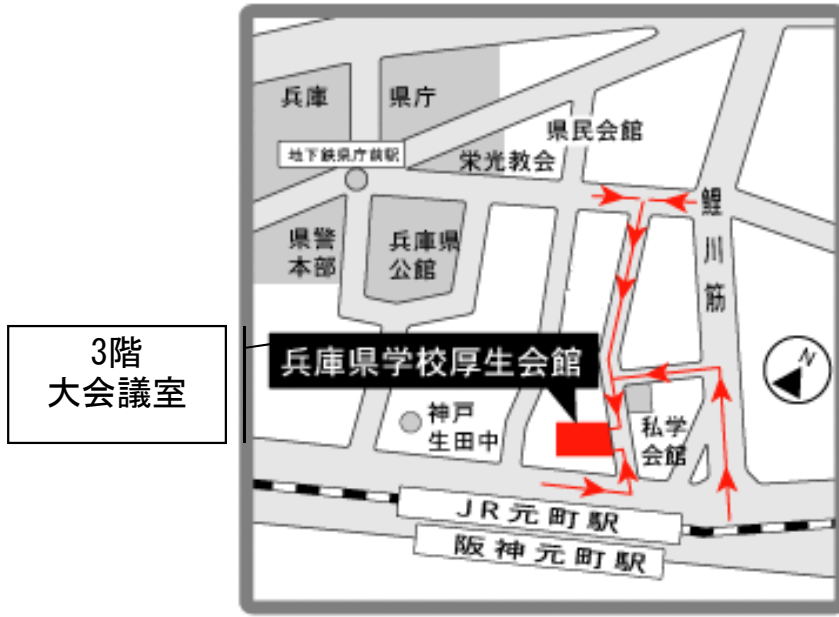 兵庫 県庁
県民会館
地下鉄県庁前駅
栄光教会
鯉川筋
県警
本部
兵庫県
公館
3階
大会議室
兵庫県学校厚生会館
N
神戸
生田中
私学
会館
JR元町駅
阪神元町駅